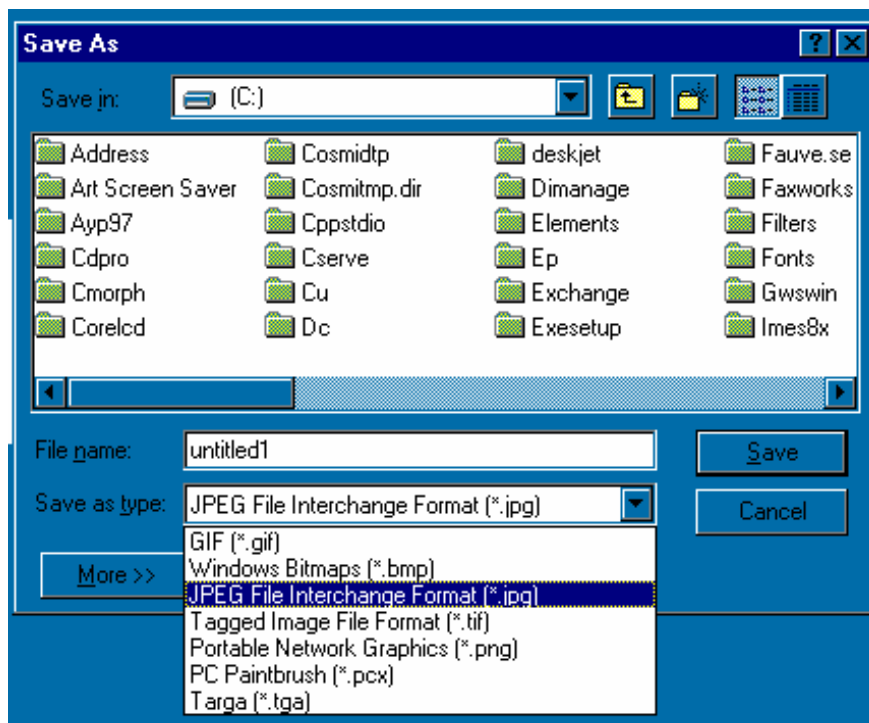 Save As
Save in:
(C:)
Address
Cosmidtp
deskjet
Fauve.se
Art Screen Saver
Cosmitmp.dir
Dimanage
Faxworks
Ayp97
Cppstdio
Elements
Filters
Cdpro
Cserve
Ep
Fonts
Cmorph
Cu
Exchange
Gwswin
Corelcd
Dc
Exesetup
Imes8x
File name:
untitled1
Save
Save as type:
JPEG File Interchange Format (*.jpg)
Cancel
GIF (*.gif)
Windows Bitmaps (*.bmp)
More >>
JPEG File Interchange Format (*.jpg)
Tagged Image File Format (*.tif)
Portable Network Graphics (*.png)
PC Paintbrush (*.pcx)
Targa (*.tga)